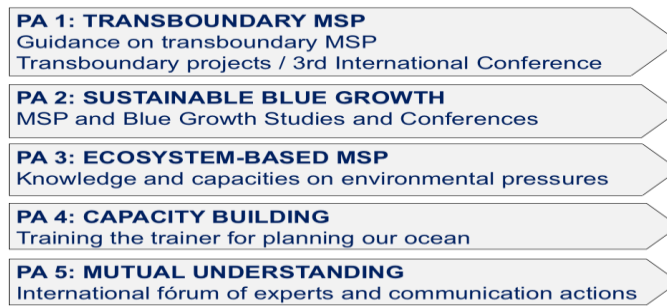 PA 1: TRANSBOUNDARY MSP
Guidance on transboundary MSP
Transboundary projects / 3rd International Conference
PA 2: SUSTAINABLE BLUE GROWTH
MSP and Blue Growth Studies and Conferences
PA 3: ECOSYSTEM-BASED MSP
Knowledge and capacities on environmental pressures
PA 4: CAPACITY BUILDING
Training the trainer for planning our ocean
PA 5: MUTUAL UNDERSTANDING
International fórum of experts and communication actions